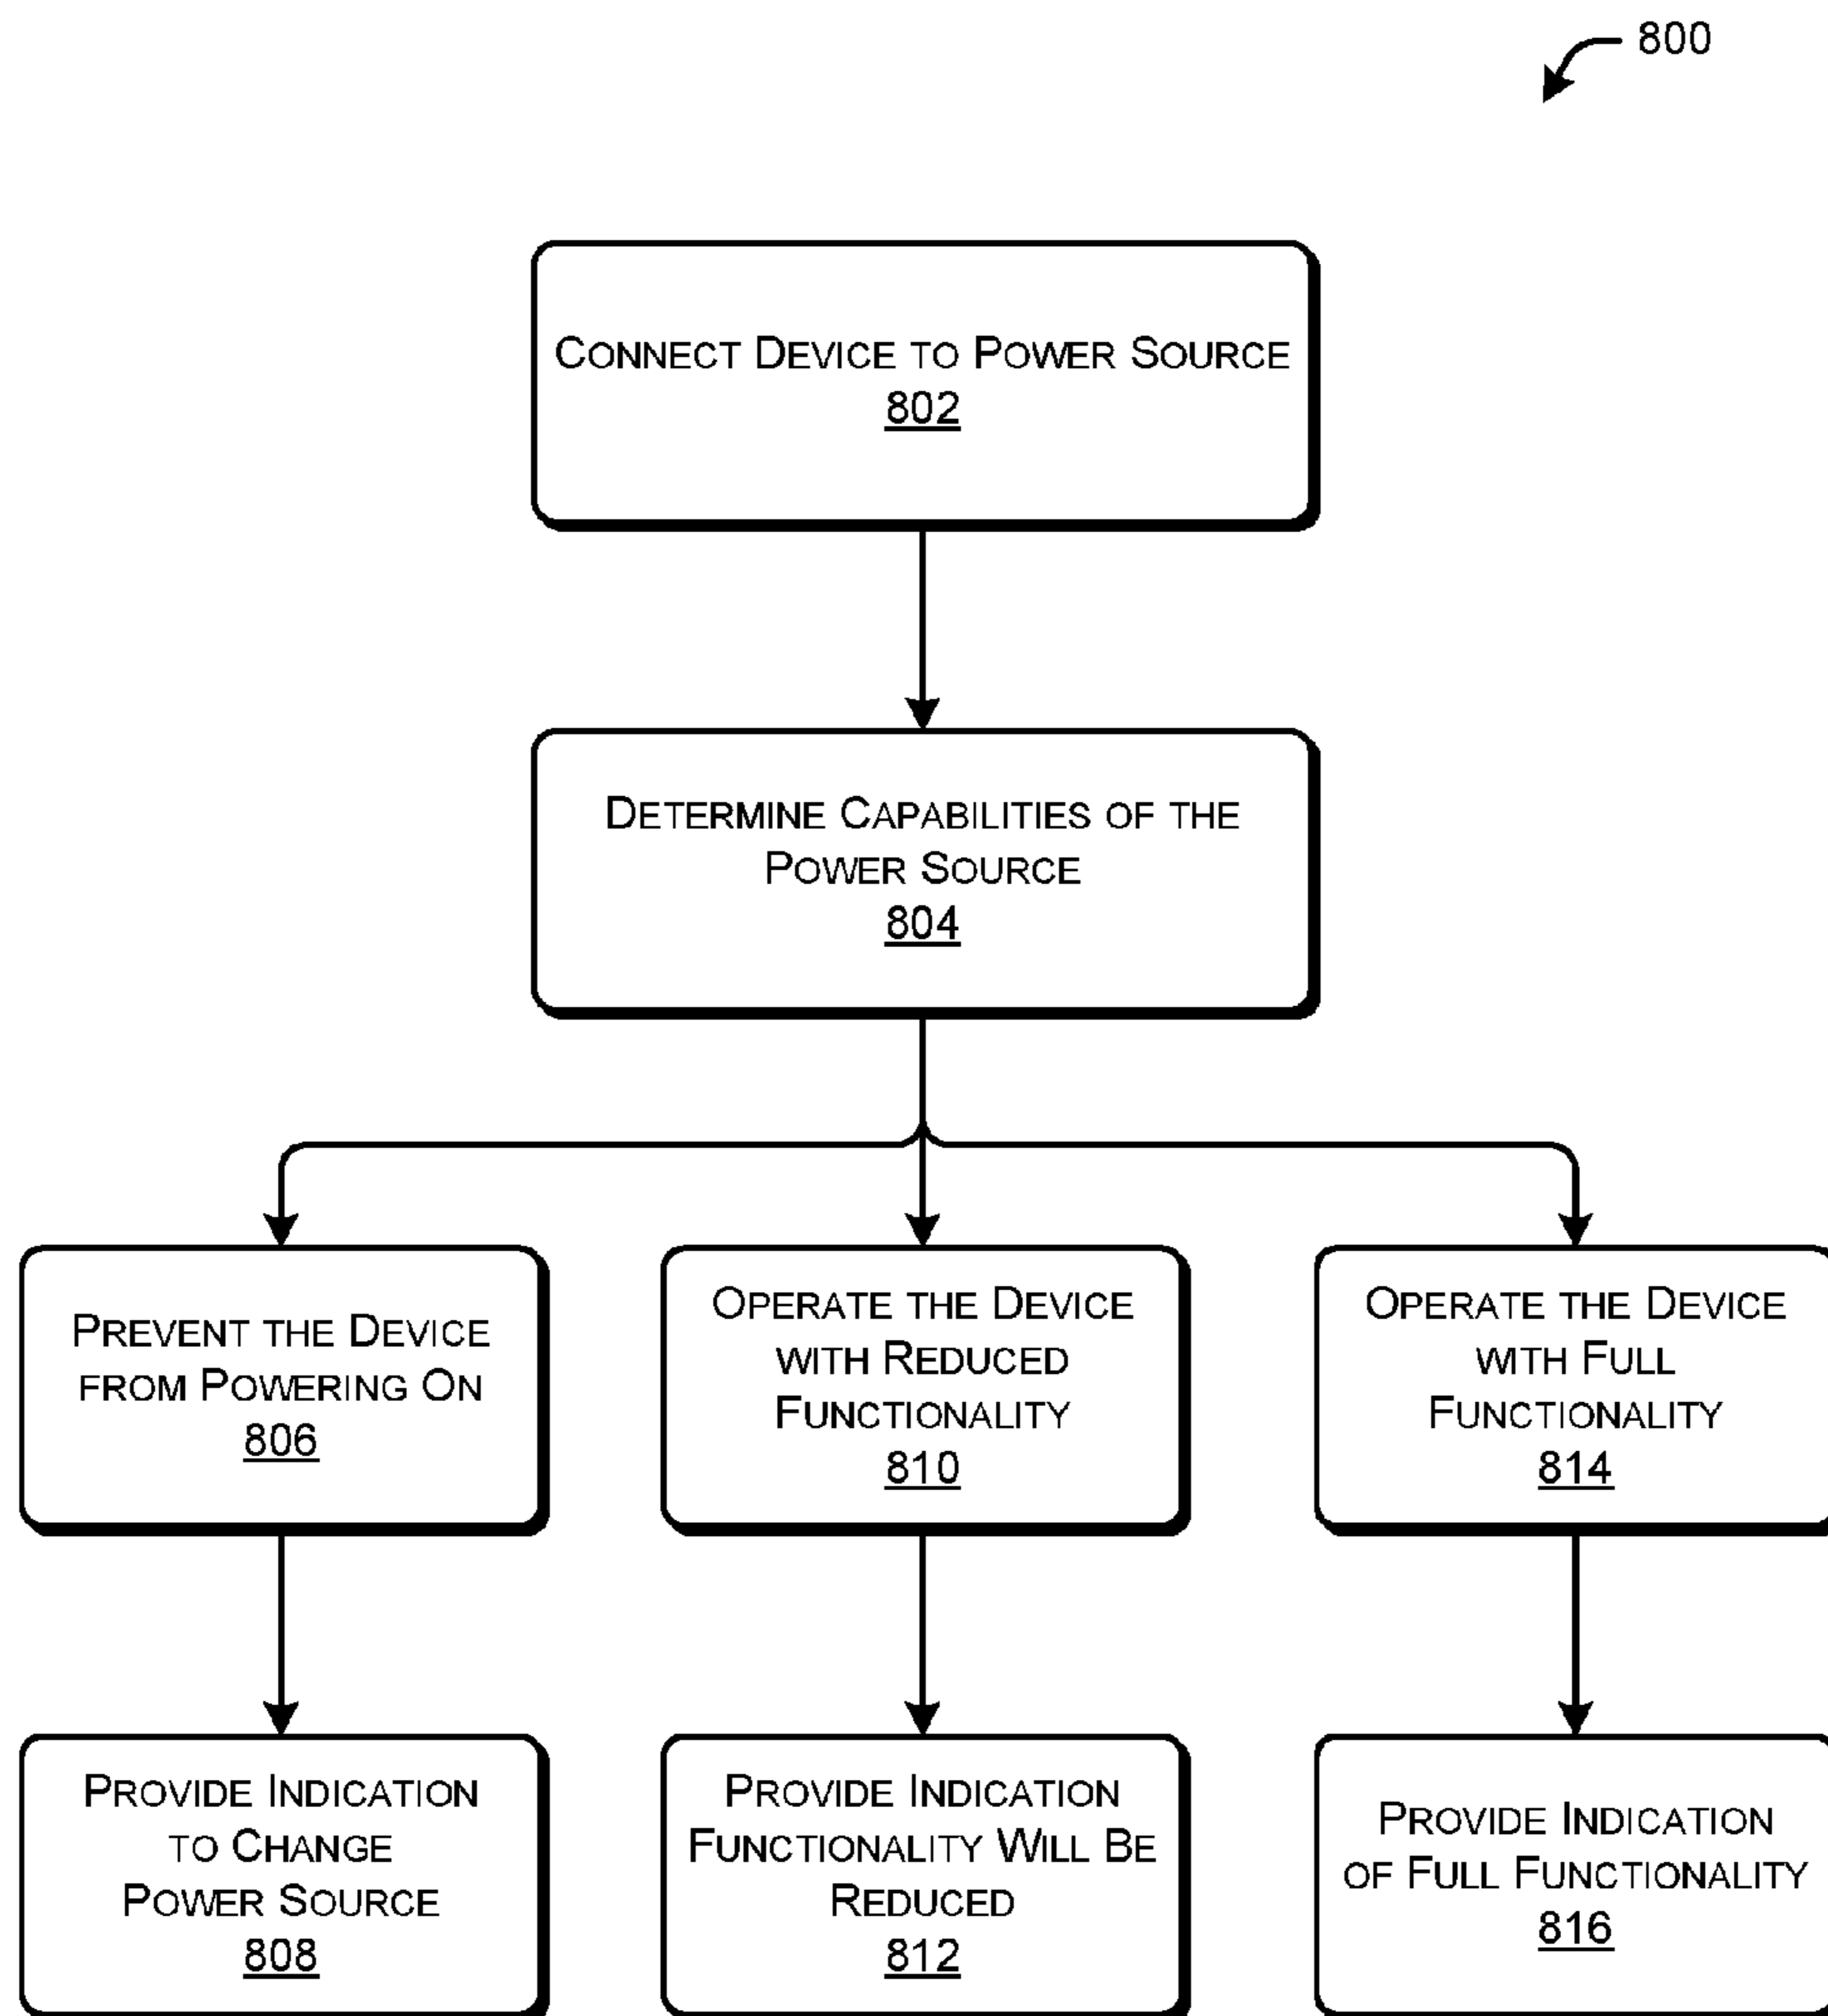 800
CONNECT DEVICE TO POWER SOURCE
802
DETERMINE CAPABILITIES OF THE
POWER SOURCE
804
PREVENT THE DEVICE
FROM POWERING ON
806
OPERATE THE DEVICE
WITH REDUCED
FUNCTIONALITY
810
OPERATE THE DEVICE
WITH FULL
FUNCTIONALITY
814
PROVIDE INDICATION
TO CHANGE
POWER SOURCE
808
PROVIDE INDICATION
FUNCTIONALITY WILL BE
REDUCED
812
PROVIDE INDICATION
OF FULL FUNCTIONALITY
816